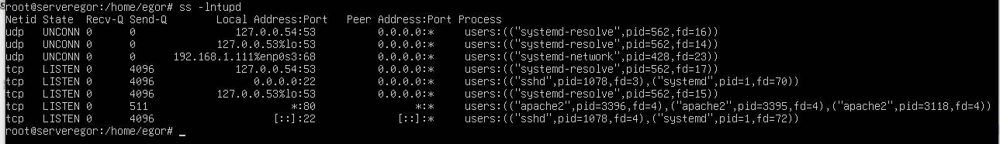 root@serveregor:/home/egor# ss -lntupd
Netid State  Recv-Q Send-Q       Local Address:Port   Peer Address:Port Process
udp   UNCONN 0      0               127.0.0.54:53          0.0.0.0:*     users:(("systemd-resolve",pid=562,fd=16))
udp   UNCONN 0      0            127.0.0.53%lo:53          0.0.0.0:*     users:(("systemd-resolve",pid=562,fd=14))
udp   UNCONN 0      0     192.168.1.111%enp0s3:68          0.0.0.0:*     users:(("systemd-network",pid=428,fd=23))
tcp   LISTEN 0      4096            127.0.0.54:53          0.0.0.0:*     users:(("systemd-resolve",pid=562,fd=17))
tcp   LISTEN 0      4096               0.0.0.0:22          0.0.0.0:*     users:(("sshd",pid=1078,fd=3),("systemd",pid=1,fd=70))
tcp   LISTEN 0      4096         127.0.0.53%lo:53          0.0.0.0:*     users:(("systemd-resolve",pid=562,fd=15))
tcp   LISTEN 0      511                      *:80                *:*     users:(("apache2",pid=3396,fd=4),("apache2",pid=3395,fd=4),("apache2",pid=3118,fd=4))
tcp   LISTEN 0      4096                  [::]:22             [::]:*     users:(("sshd",pid=1078,fd=4),("systemd",pid=1,fd=72))
root@serveregor:/home/egor# _